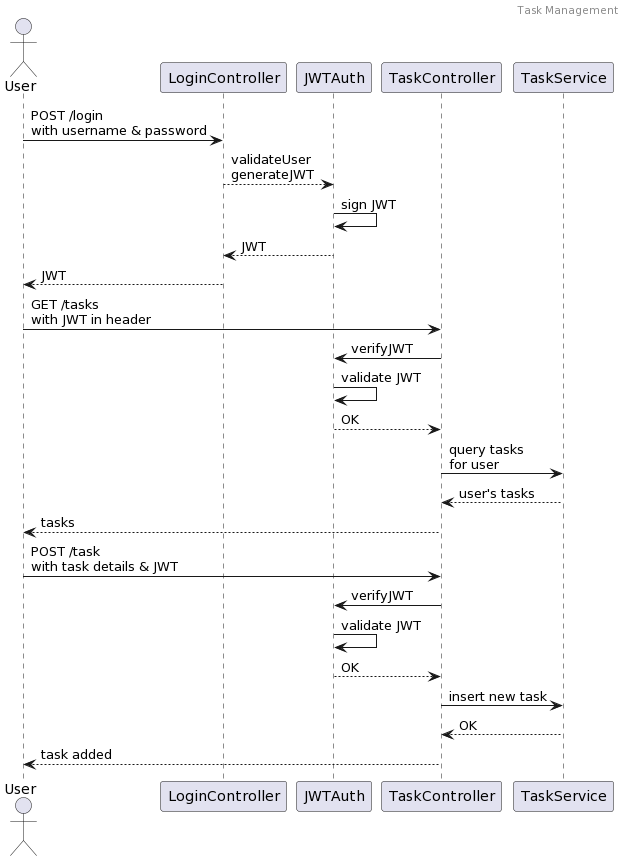 Task Management
User
LoginController
JWTAuth
TaskController
TaskService
POST /login
with username & password
validateUser
generateJWT
sign JWT
JWT
JWT
GET /tasks
with JWT in header
verifyJWT
validate JWT
OK
query tasks
for user
user's tasks
tasks
POST /task
with task details & JWT
verifyJWT
validate JWT
OK
insert new task
OK
task added
User
LoginController
JWTAuth
TaskController
TaskService